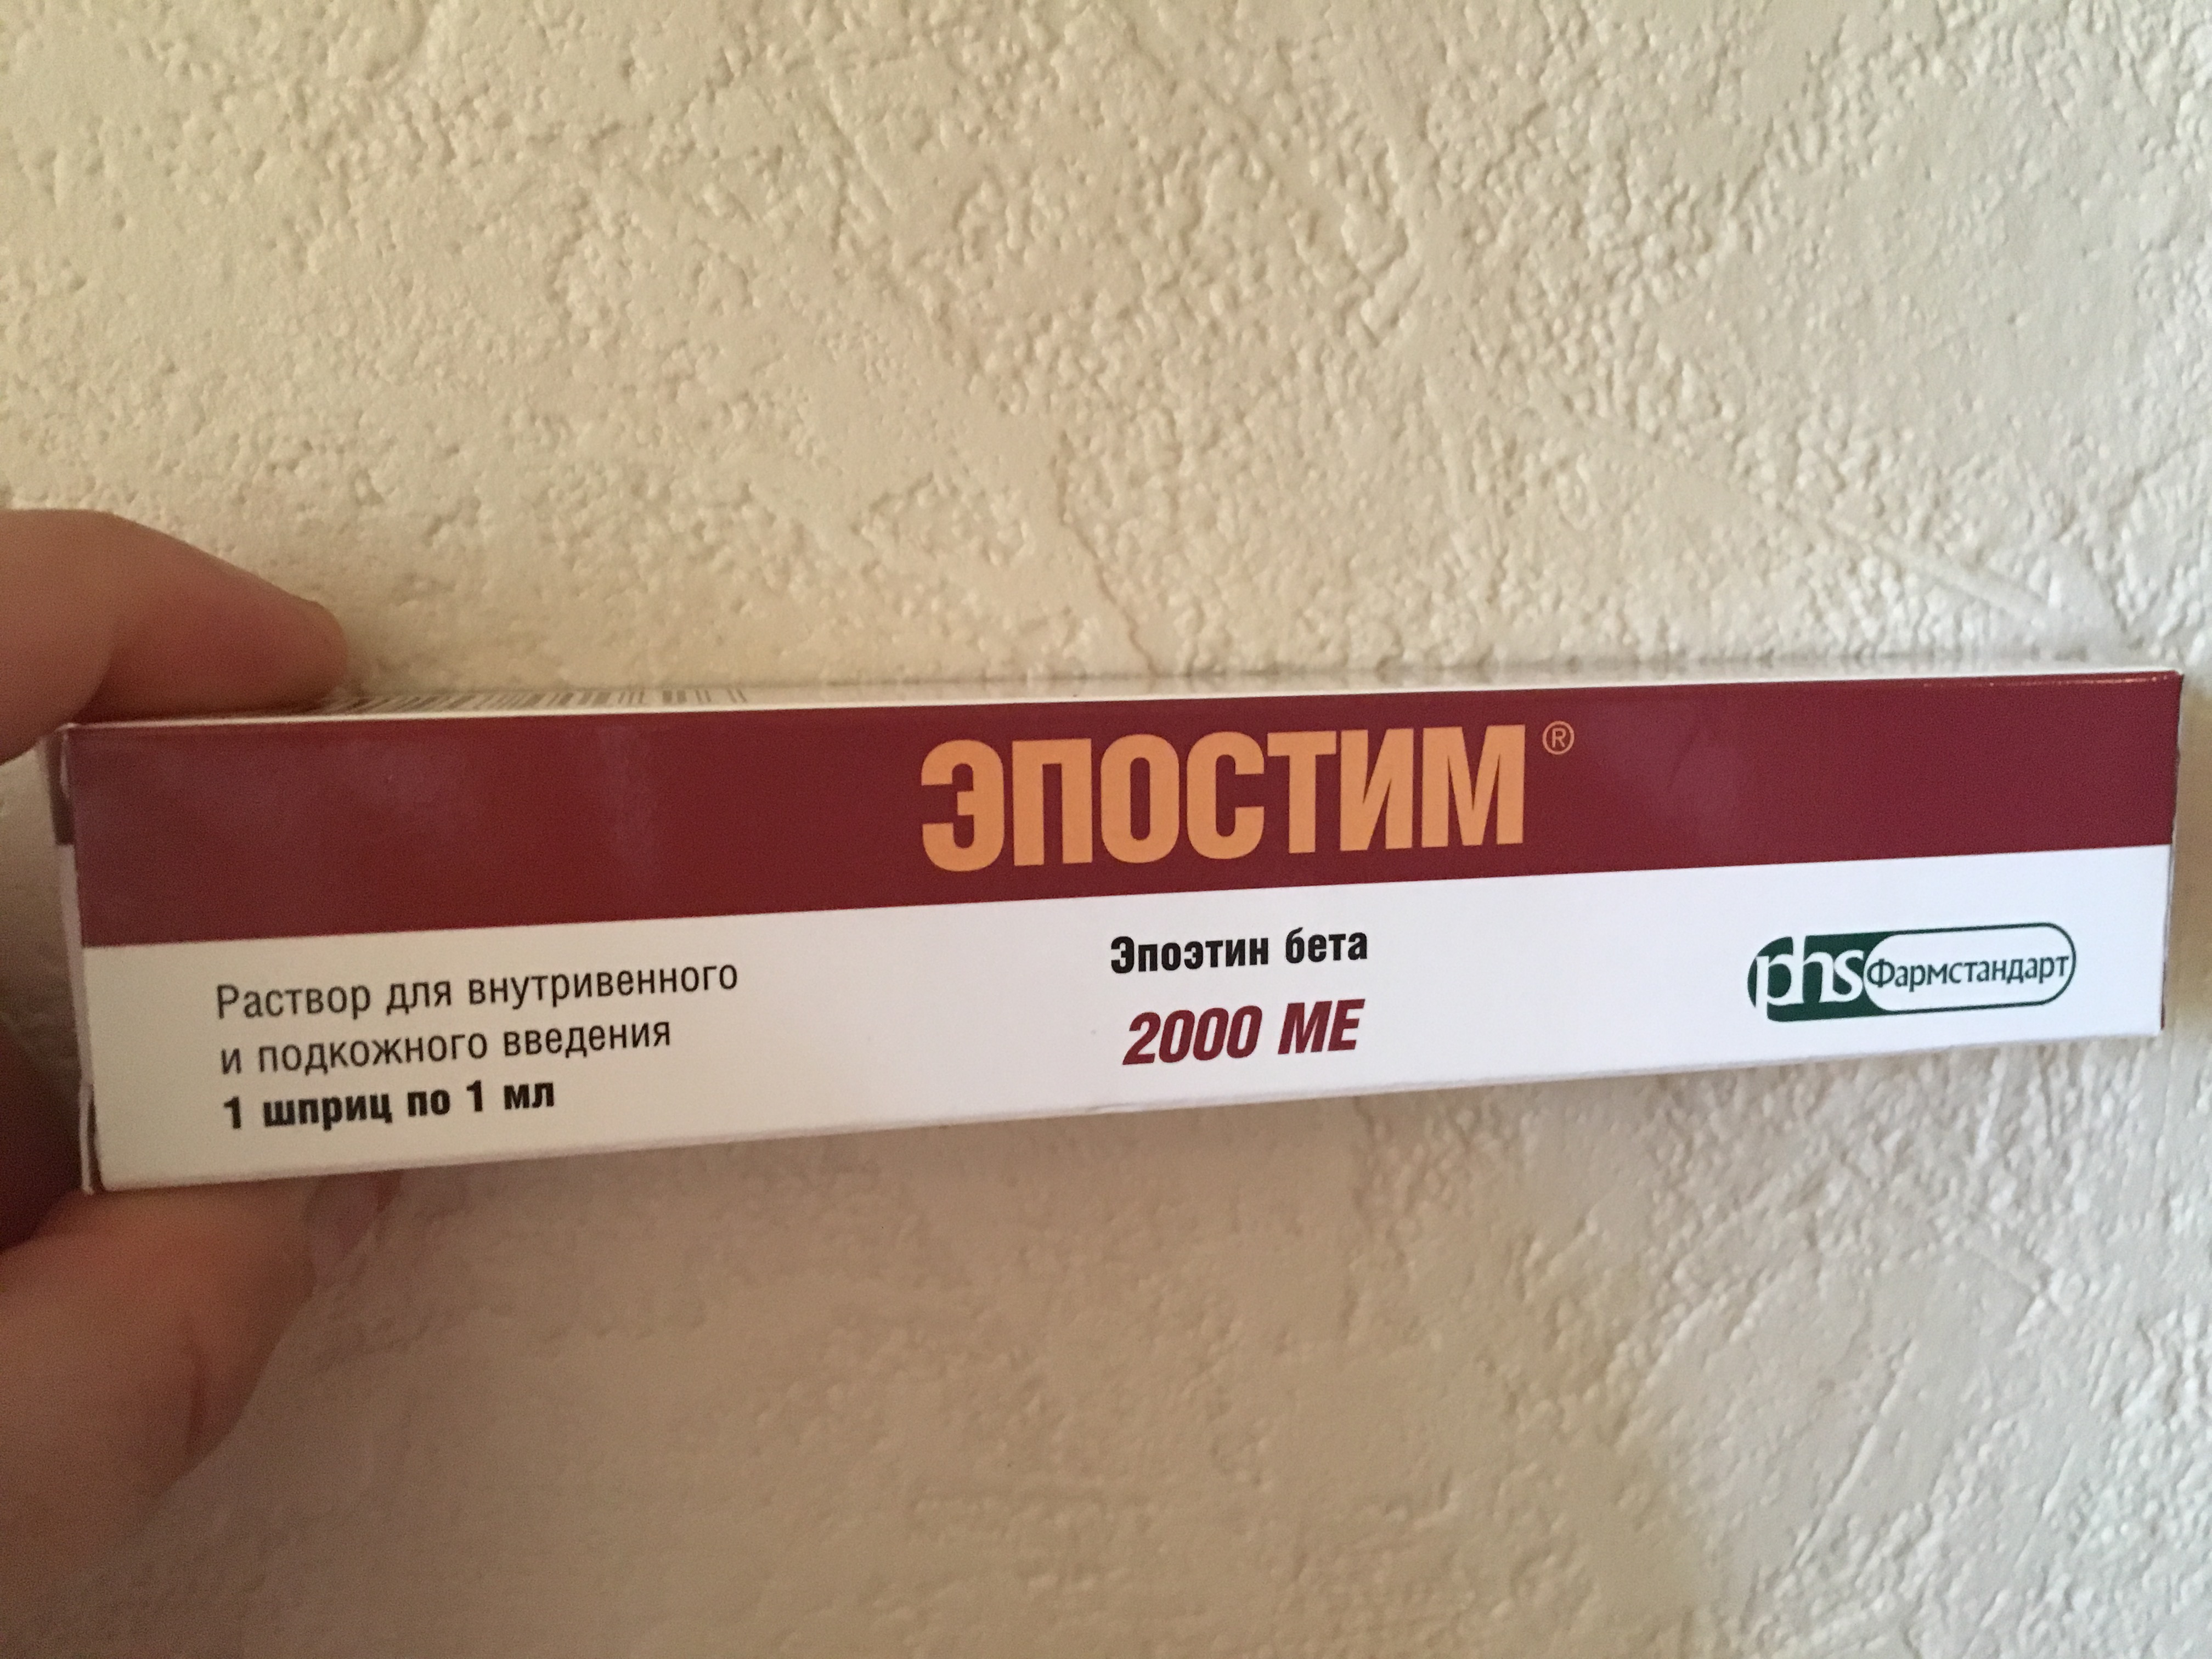 ЭПОСТИМ®
Раствор для внутривенного
и подкожного введения
1 шприц по 1 мл
Эпоэтин бета
2000 МЕ
phs Фармстандарт